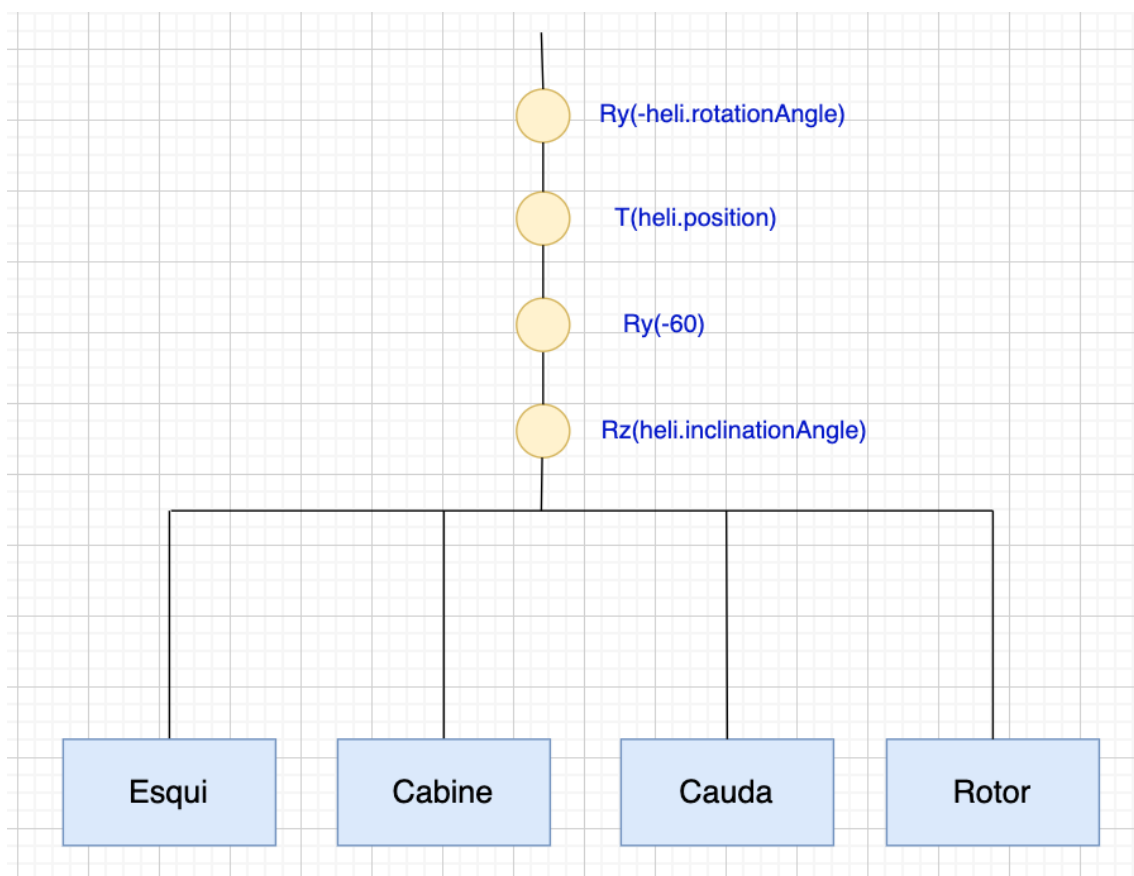 Ry(-heli.rotationAngle)
T(heli.position)
Ry(-60)
Rz(heli.inclinationAngle)
Esqui
Cabine
Cauda
Rotor